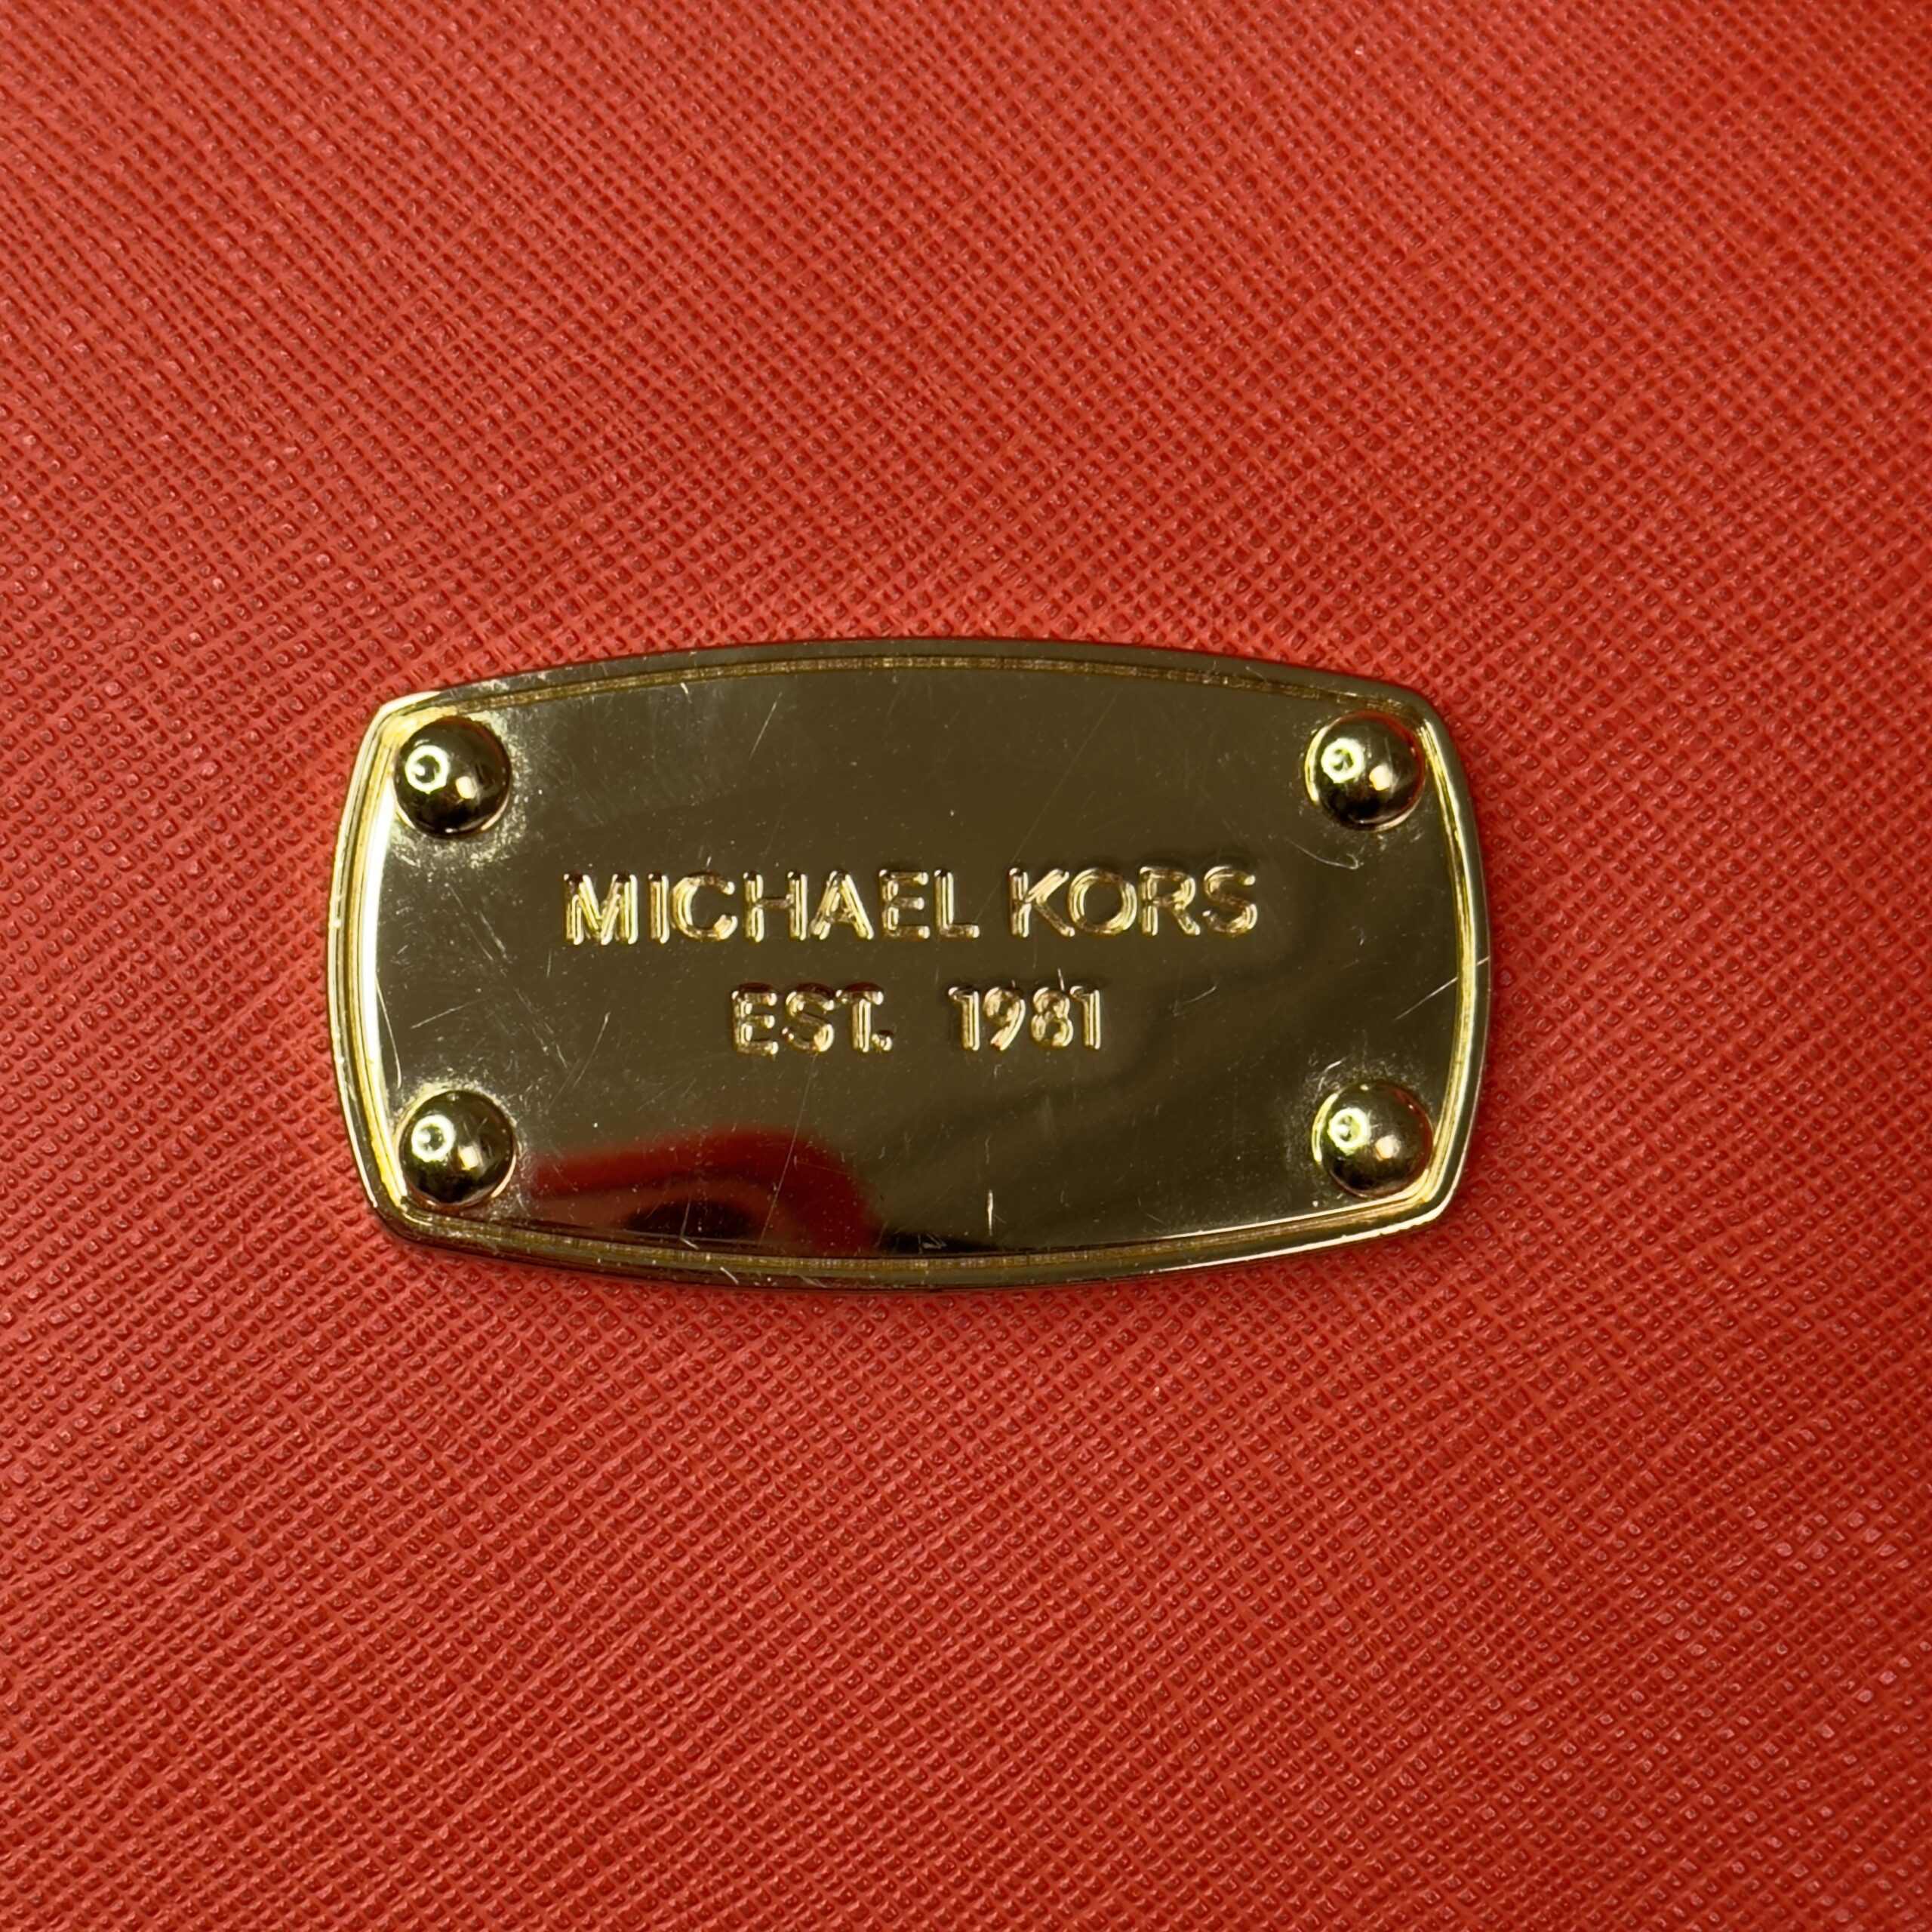 MICHAEL KORS
EST. 1981